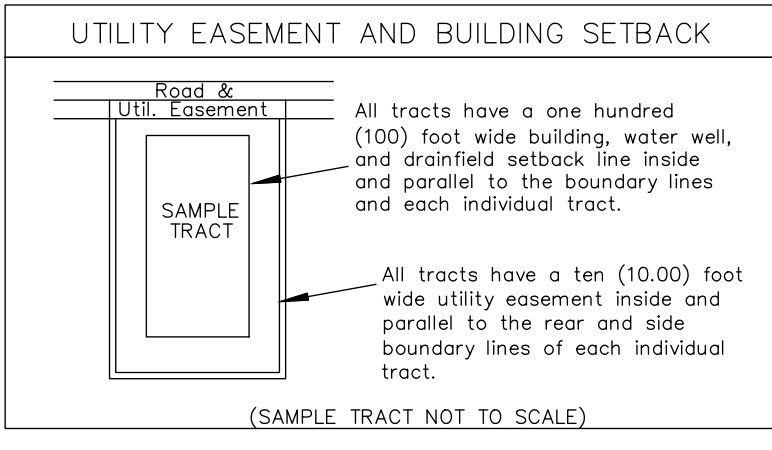 UTILITY EASEMENT AND BUILDING SETBACK
Road &
Util. Easement
All tracts have a one hundred
(100) foot wide building, water well,
and drainfield setback line inside
and parallel to the boundary lines
and each individual tract.
SAMPLE
TRACT
All tracts have a ten (10.00) foot
wide utility easement inside and
parallel to the rear and side
boundary lines of each individual
tract.
(SAMPLE TRACT NOT TO SCALE)